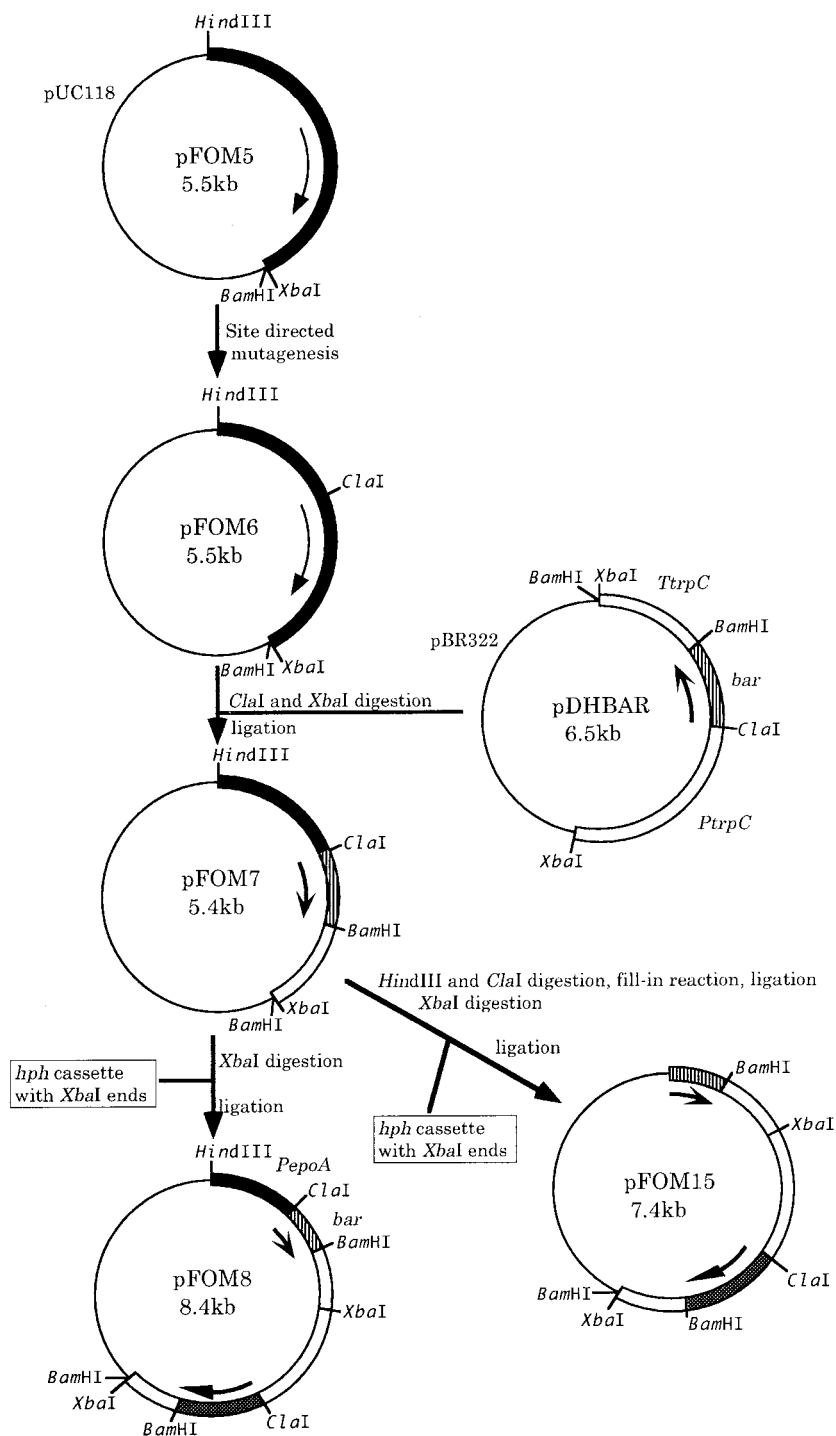 HindIII
pUC118
pFOM5
5.5kb
BamHI XbaI
Site directed
mutagenesis
HindIII
ClaI
pFOM6
5.5kb
BamHI XbaI
BamHI XbaI TtrpC
pBR322
BamHI
bar
pDHBAR
6.5kb
ClaI
PtrpC
XbaI
ClaI and XbaI digestion
ligation
HindIII
ClaI
pFOM7
5.4kb
BamHI
XbaI
BamHI
HindIII and ClaI digestion, fill-in reaction, ligation
XbaI digestion
ligation
hph cassette
with XbaI ends
XbaI digestion
ligation
hph cassette
with XbaI ends
HindIII
PepoA
ClaI
bar
BamHI
pFOM8
8.4kb
XbaI
BamHI
XbaI
BamHI
ClaI
BamHI
XbaI
pFOM15
7.4kb
ClaI
BamHI
XbaI
BamHI